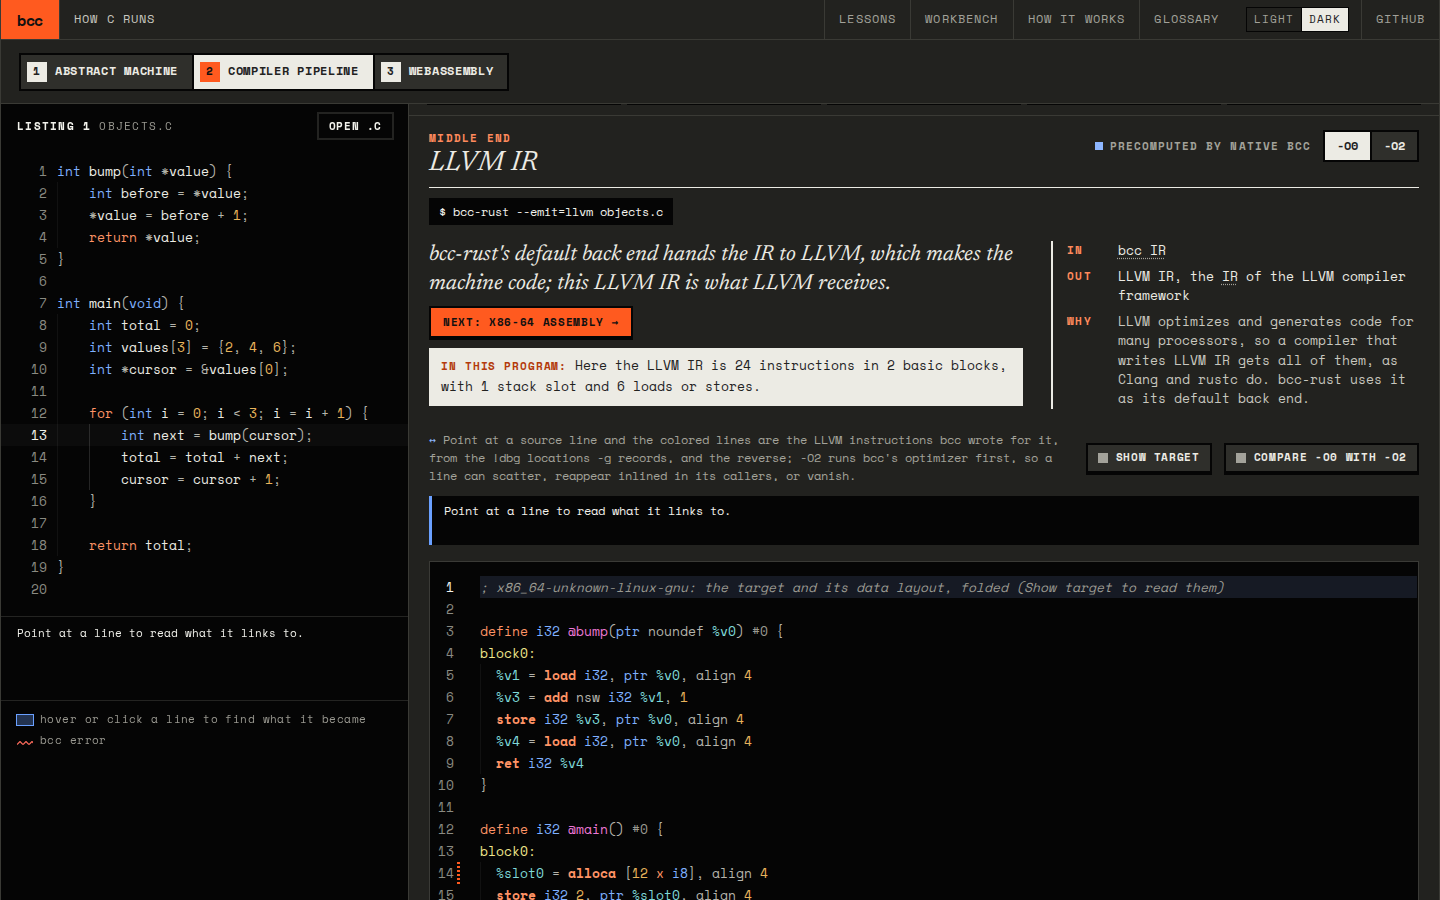 bcc HOW C RUNS LESSONS WORKBENCH HOW IT WORKS GLOSSARY LIGHT DARK GITHUB
1 ABSTRACT MACHINE 2 COMPILER PIPELINE 3 WEBASSEMBLY
LISTING 1 OBJECTS.C OPEN .C
1 int bump(int *value) {
2 int before = *value;
3 *value = before + 1;
4 return *value;
5 }
6
7 int main(void) {
8 int total = 0;
9 int values[3] = {2, 4, 6};
10 int *cursor = &values[0];
11
12 for (int i = 0; i < 3; i = i + 1) {
13 int next = bump(cursor);
14 total = total + next;
15 cursor = cursor + 1;
16 }
17
18 return total;
19 }
20
Point at a line to read what it links to.
hover or click a line to find what it became
bcc error
MIDDLE END
LLVM IR
PRECOMPUTED BY NATIVE BCC -O0 -O2
$ bcc-rust --emit=llvm objects.c
bcc-rust's default back end hands the IR to LLVM, which makes the
machine code; this LLVM IR is what LLVM receives.
NEXT: X86-64 ASSEMBLY →
IN THIS PROGRAM: Here the LLVM IR is 24 instructions in 2 basic blocks,
with 1 stack slot and 6 loads or stores.
IN bcc IR
OUT LLVM IR, the IR of the LLVM compiler
framework
WHY LLVM optimizes and generates code for
many processors, so a compiler that
writes LLVM IR gets all of them, as
Clang and rustc do. bcc-rust uses it
as its default back end.
↔ Point at a source line and the colored lines are the LLVM instructions bcc wrote for it,
from the !dbg locations -g records, and the reverse; -O2 runs bcc's optimizer first, so a
line can scatter, reappear inlined in its callers, or vanish.
SHOW TARGET COMPARE -O0 WITH -O2
Point at a line to read what it links to.
1 ; x86_64-unknown-linux-gnu: the target and its data layout, folded (Show target to read them)
2
3 define i32 @bump(ptr noundef %v0) #0 {
4 block0:
5 %v1 = load i32, ptr %v0, align 4
6 %v3 = add nsw i32 %v1, 1
7 store i32 %v3, ptr %v0, align 4
8 %v4 = load i32, ptr %v0, align 4
9 ret i32 %v4
10 }
11
12 define i32 @main() #0 {
13 block0:
14 %slot0 = alloca [12 x i8], align 4
15 store i32 2, ptr %slot0, align 4